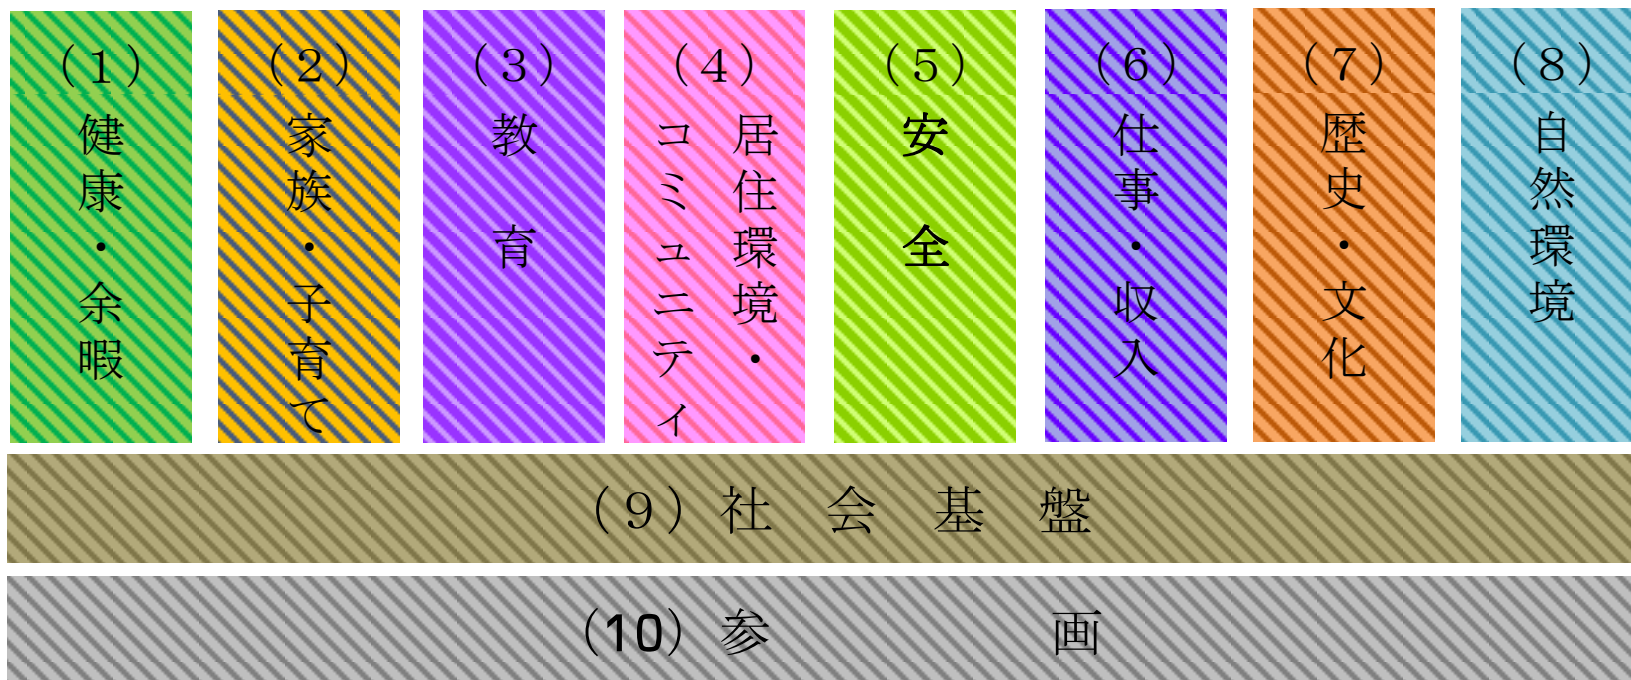 （１）
健康・余暇
（２）
家族・子育て
（３）
教　育
（４）
居住環境・
コミュニティ
（５）
安　全
（６）
仕事・収入
（７）
歴史・文化
（８）
自然環境
（９）社　会　基　盤
（10）参　　　　　画